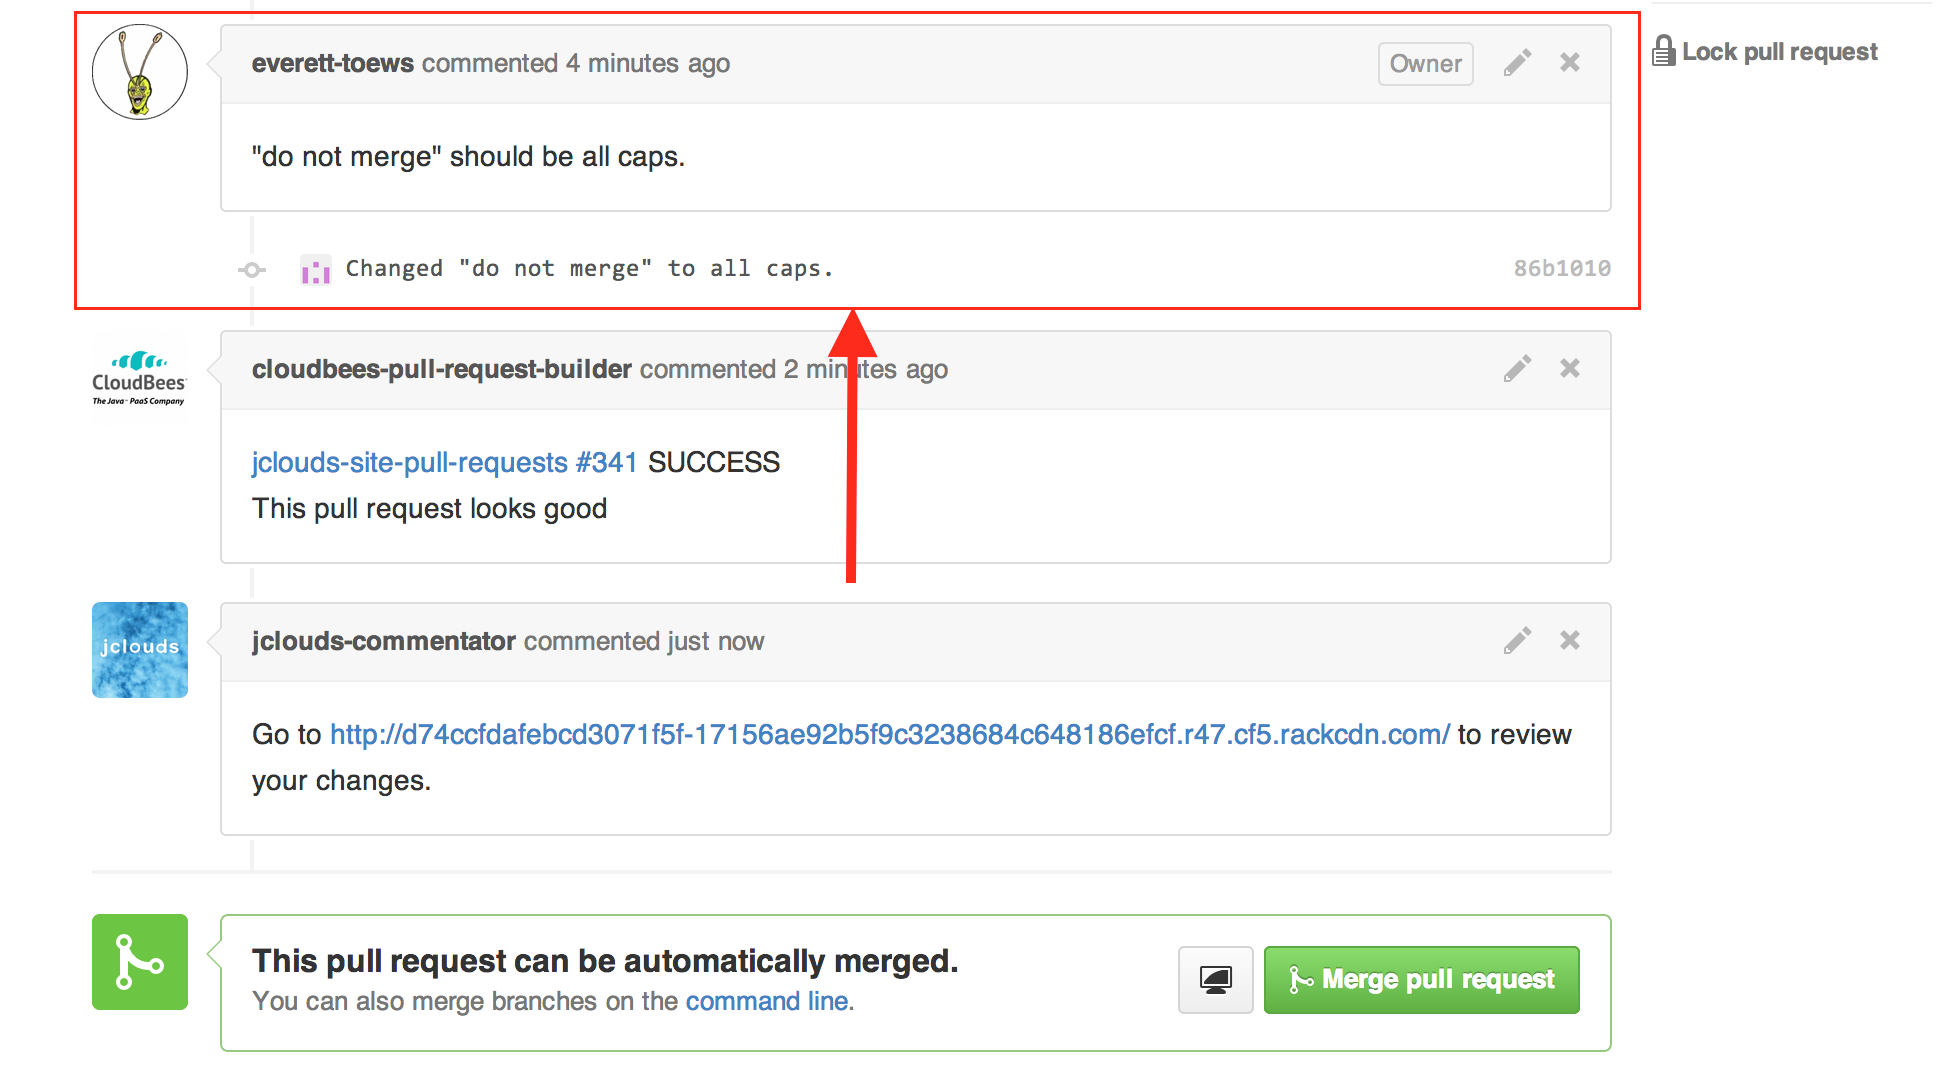 everett-toews commented 4 minutes ago Owner
Lock pull request
"do not merge" should be all caps.
Changed "do not merge" to all caps. 86b1010
CloudBees
The Java™ PaaS Company
cloudbees-pull-request-builder commented 2 minutes ago
jclouds-site-pull-requests #341 SUCCESS
This pull request looks good
jclouds
jclouds-commentator commented just now
Go to http://d74ccfdafebcd3071f5f-17156ae92b5f9c3238684c648186efcf.r47.cf5.rackcdn.com/ to review
your changes.
This pull request can be automatically merged.
You can also merge branches on the command line.
Merge pull request